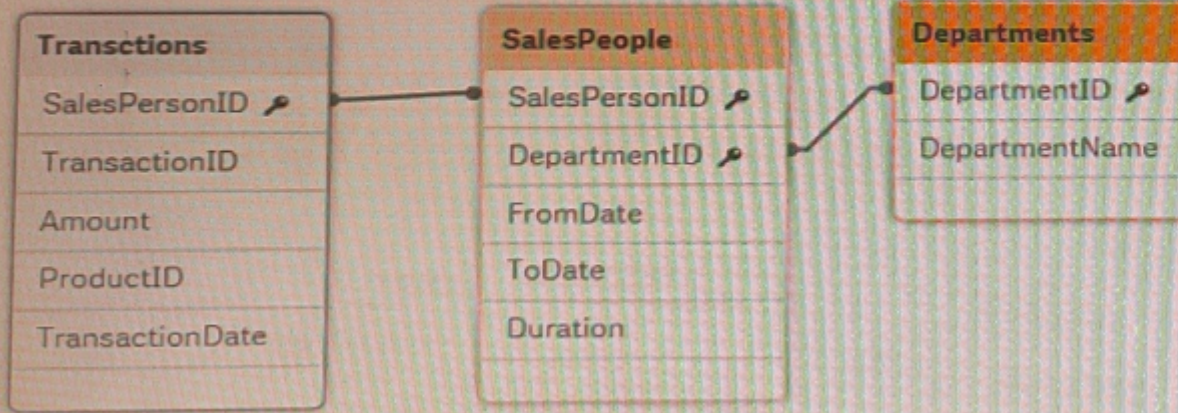 Transctions
SalesPersonID
TransactionID
Amount
ProductID
TransactionDate
SalesPeople
SalesPersonID
DepartmentID
FromDate
ToDate
Duration
Departments
DepartmentID
DepartmentName